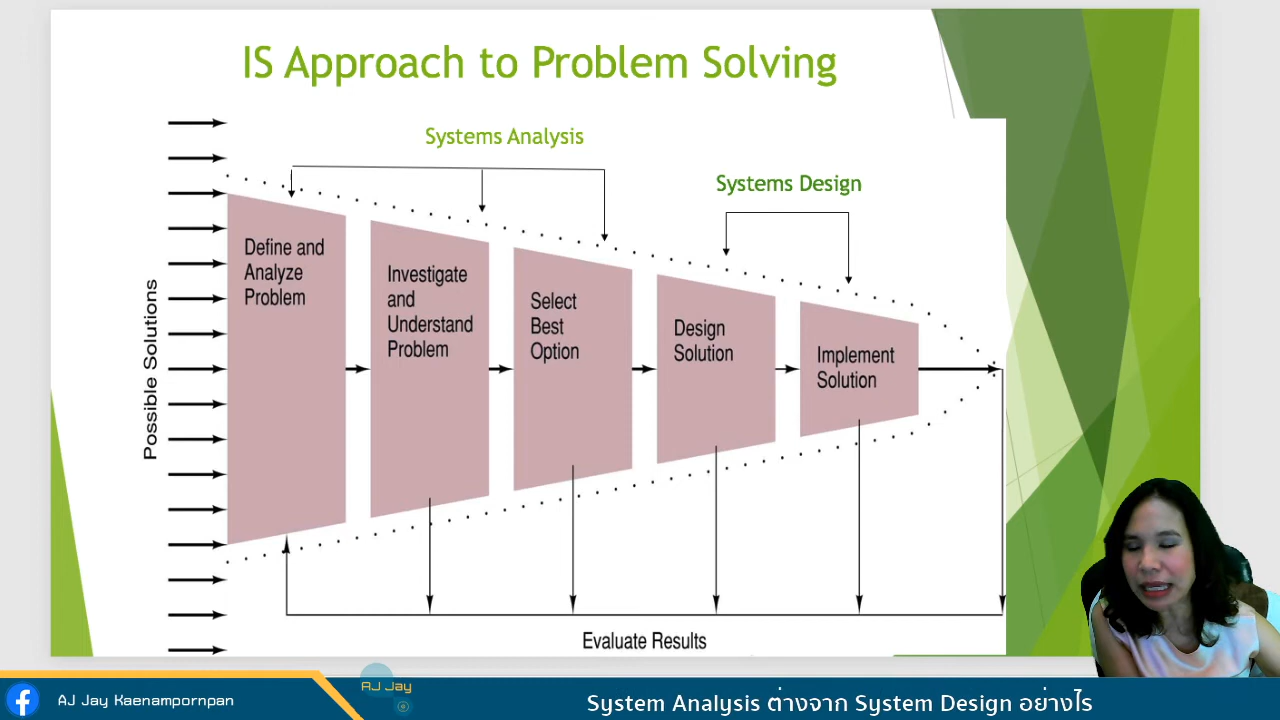 IS Approach to Problem Solving
Systems Analysis
Systems Design
Possible Solutions
Define and
Analyze
Problem
Investigate
and
Understand
Problem
Select
Best
Option
Design
Solution
Implement
Solution
Evaluate Results
AJ Jay Kaenampornpan
AJ Jay
System Analysis ต่างจาก System Design อย่างไร